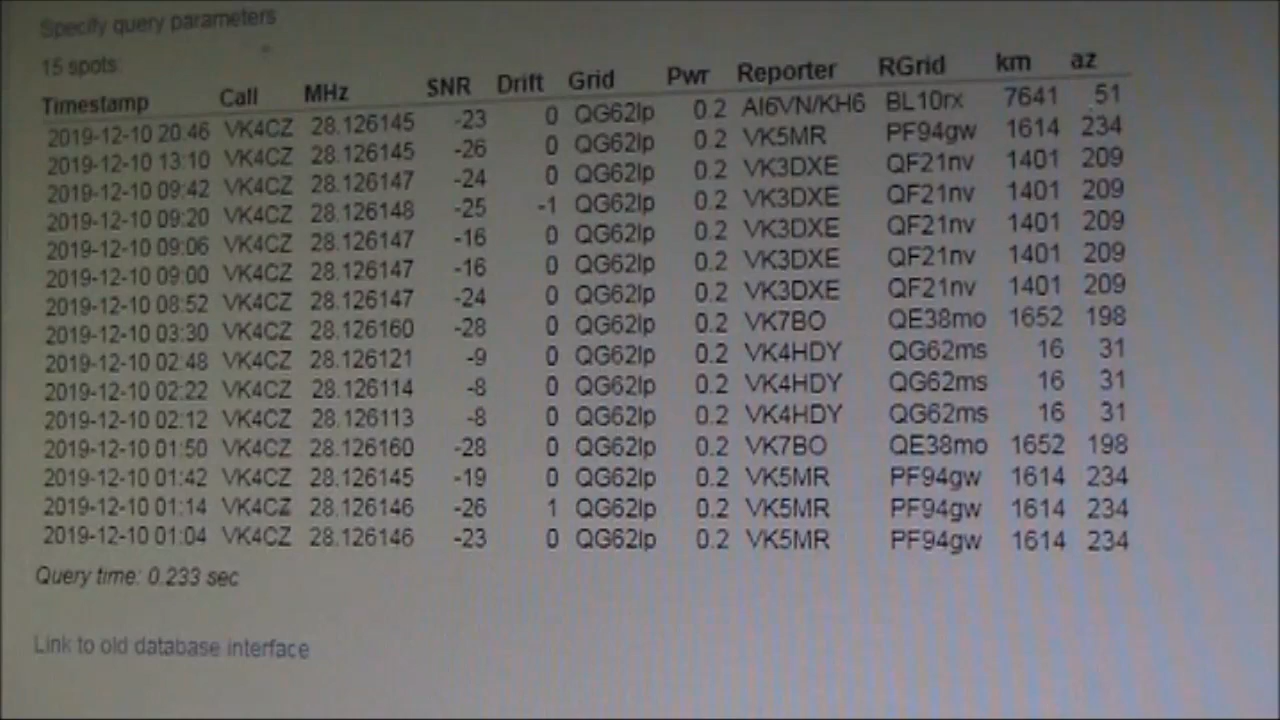 Specify query parameters
15 spots:
Timestamp Call MHz SNR Drift Grid Pwr Reporter RGrid km az
2019-12-10 20:46 VK4CZ 28.126145 -23 0 QG62lp 0.2 AI6VN/KH6 BL10rx 7641 51
2019-12-10 13:10 VK4CZ 28.126145 -26 0 QG62lp 0.2 VK5MR PF94gw 1614 234
2019-12-10 09:42 VK4CZ 28.126147 -24 0 QG62lp 0.2 VK3DXE QF21nv 1401 209
2019-12-10 09:20 VK4CZ 28.126148 -25 -1 QG62lp 0.2 VK3DXE QF21nv 1401 209
2019-12-10 09:06 VK4CZ 28.126147 -16 0 QG62lp 0.2 VK3DXE QF21nv 1401 209
2019-12-10 09:00 VK4CZ 28.126147 -16 0 QG62lp 0.2 VK3DXE QF21nv 1401 209
2019-12-10 08:52 VK4CZ 28.126147 -24 0 QG62lp 0.2 VK3DXE QF21nv 1401 209
2019-12-10 03:30 VK4CZ 28.126160 -28 0 QG62lp 0.2 VK7BO QE38mo 1652 198
2019-12-10 02:48 VK4CZ 28.126121 -9 0 QG62lp 0.2 VK4HDY QG62ms 16 31
2019-12-10 02:22 VK4CZ 28.126114 -8 0 QG62lp 0.2 VK4HDY QG62ms 16 31
2019-12-10 02:12 VK4CZ 28.126113 -8 0 QG62lp 0.2 VK4HDY QG62ms 16 31
2019-12-10 01:50 VK4CZ 28.126160 -28 0 QG62lp 0.2 VK7BO QE38mo 1652 198
2019-12-10 01:42 VK4CZ 28.126145 -19 0 QG62lp 0.2 VK5MR PF94gw 1614 234
2019-12-10 01:14 VK4CZ 28.126146 -26 1 QG62lp 0.2 VK5MR PF94gw 1614 234
2019-12-10 01:04 VK4CZ 28.126146 -23 0 QG62lp 0.2 VK5MR PF94gw 1614 234
Query time: 0.233 sec
Link to old database interface